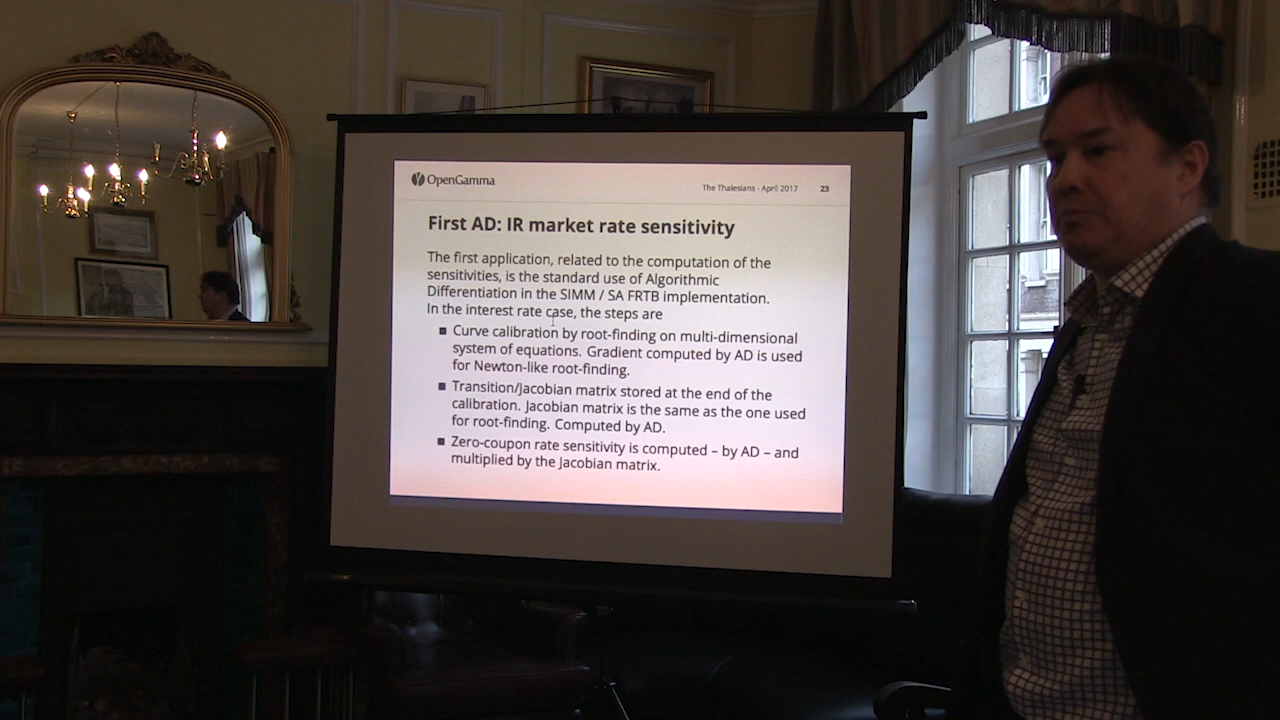 OpenGamma
The Thalesians - April 2017 23
First AD: IR market rate sensitivity
The first application, related to the computation of the
sensitivities, is the standard use of Algorithmic
Differentiation in the SIMM / SA FRTB implementation.
In the interest rate case, the steps are
Curve calibration by root-finding on multi-dimensional
system of equations. Gradient computed by AD is used
for Newton-like root-finding.
Transition/Jacobian matrix stored at the end of the
calibration. Jacobian matrix is the same as the one used
for root-finding. Computed by AD.
Zero-coupon rate sensitivity is computed – by AD – and
multiplied by the Jacobian matrix.